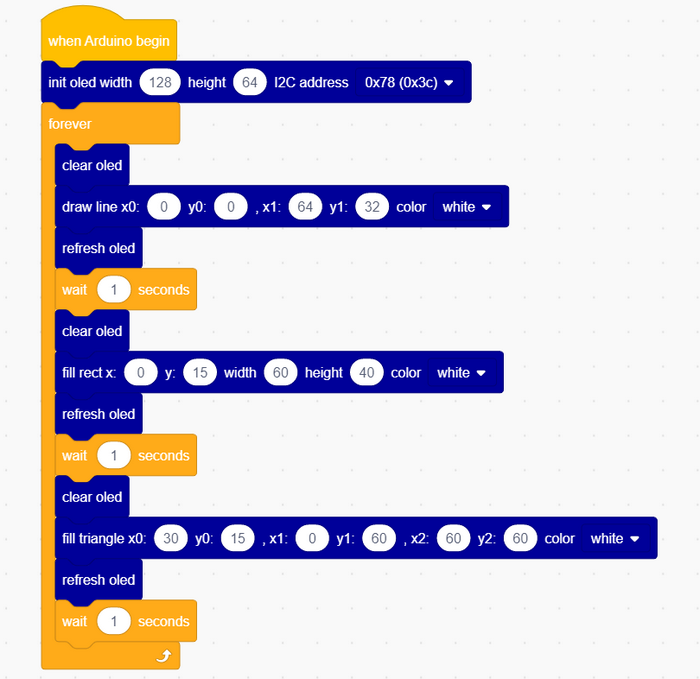 when Arduino begin
init oled width 128 height 64 I2C address 0x78 (0x3c)
forever
clear oled
draw line x0: 0 y0: 0 , x1: 64 y1: 32 color white
refresh oled
wait 1 seconds
clear oled
fill rect x: 0 y: 15 width 60 height 40 color white
refresh oled
wait 1 seconds
clear oled
fill triangle x0: 30 y0: 15 , x1: 0 y1: 60 , x2: 60 y2: 60 color white
refresh oled
wait 1 seconds